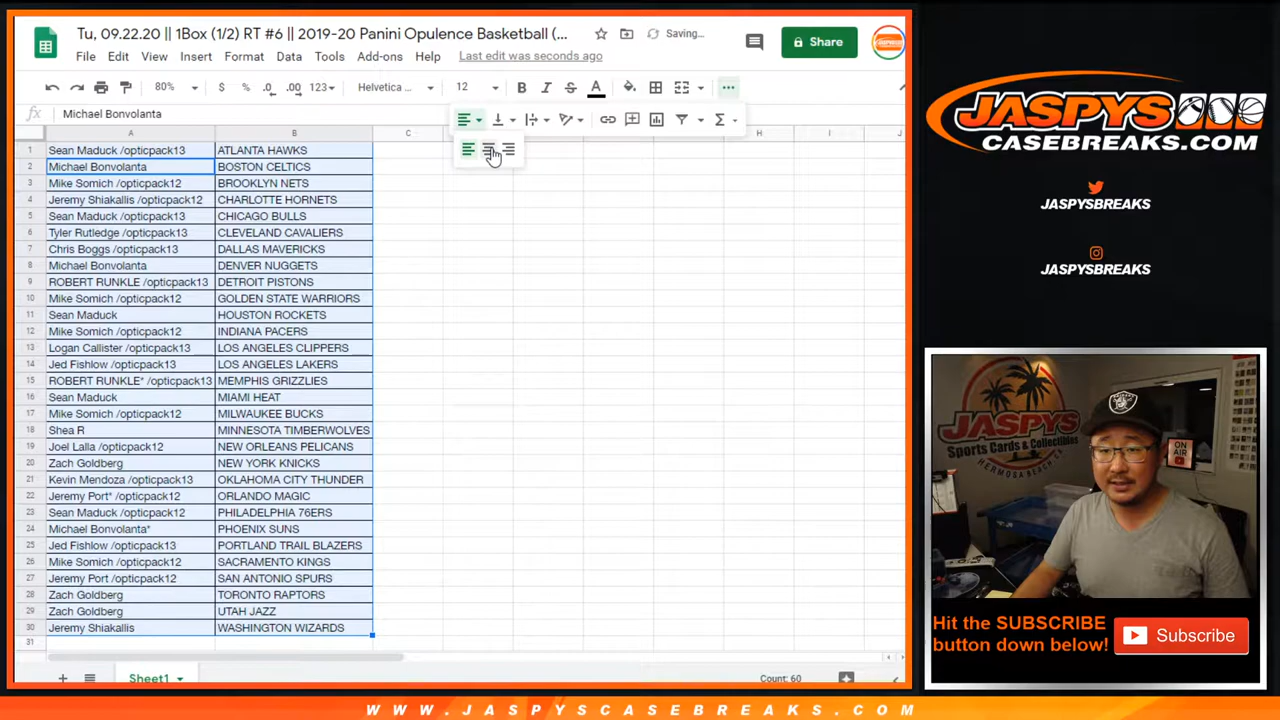 Tu, 09.22.20 || 1Box (1/2) RT #6 || 2019-20 Panini Opulence Basketball (...
Saving...
Share
File Edit View Insert Format Data Tools Add-ons Help Last edit was seconds ago
80% $ % .0 .00 123 Helvetica ... 12 B I S A
fx Michael Bonvolanta
A B C H I J
1 Sean Maduck /opticpack13 ATLANTA HAWKS
2 Michael Bonvolanta BOSTON CELTICS
3 Mike Somich /opticpack12 BROOKLYN NETS
4 Jeremy Shiakallis /opticpack12 CHARLOTTE HORNETS
5 Sean Maduck /opticpack13 CHICAGO BULLS
6 Tyler Rutledge /opticpack13 CLEVELAND CAVALIERS
7 Chris Boggs /opticpack13 DALLAS MAVERICKS
8 Michael Bonvolanta DENVER NUGGETS
9 ROBERT RUNKLE /opticpack13 DETROIT PISTONS
10 Mike Somich /opticpack12 GOLDEN STATE WARRIORS
11 Sean Maduck HOUSTON ROCKETS
12 Mike Somich /opticpack12 INDIANA PACERS
13 Logan Callister /opticpack13 LOS ANGELES CLIPPERS
14 Jed Fishlow /opticpack13 LOS ANGELES LAKERS
15 ROBERT RUNKLE* /opticpack13 MEMPHIS GRIZZLIES
16 Sean Maduck MIAMI HEAT
17 Mike Somich /opticpack12 MILWAUKEE BUCKS
18 Shea R MINNESOTA TIMBERWOLVES
19 Joel Lalla /opticpack12 NEW ORLEANS PELICANS
20 Zach Goldberg NEW YORK KNICKS
21 Kevin Mendoza /opticpack13 OKLAHOMA CITY THUNDER
22 Jeremy Port* /opticpack12 ORLANDO MAGIC
23 Sean Maduck /opticpack12 PHILADELPHIA 76ERS
24 Michael Bonvolanta* PHOENIX SUNS
25 Jed Fishlow /opticpack13 PORTLAND TRAIL BLAZERS
26 Mike Somich /opticpack12 SACRAMENTO KINGS
27 Jeremy Port /opticpack12 SAN ANTONIO SPURS
28 Zach Goldberg TORONTO RAPTORS
29 Zach Goldberg UTAH JAZZ
30 Jeremy Shiakallis WASHINGTON WIZARDS
31
Sheet1
Count: 60
JASPYS
CASEBREAKS.COM
JASPYSBREAKS
JASPYSBREAKS
JASPYS
Sports Cards & Collectibles
HERMOSA BEACH
ON
AIR
Hit the SUBSCRIBE
button down below!
Subscribe
WWW.JASPYSCASEBREAKS.COM